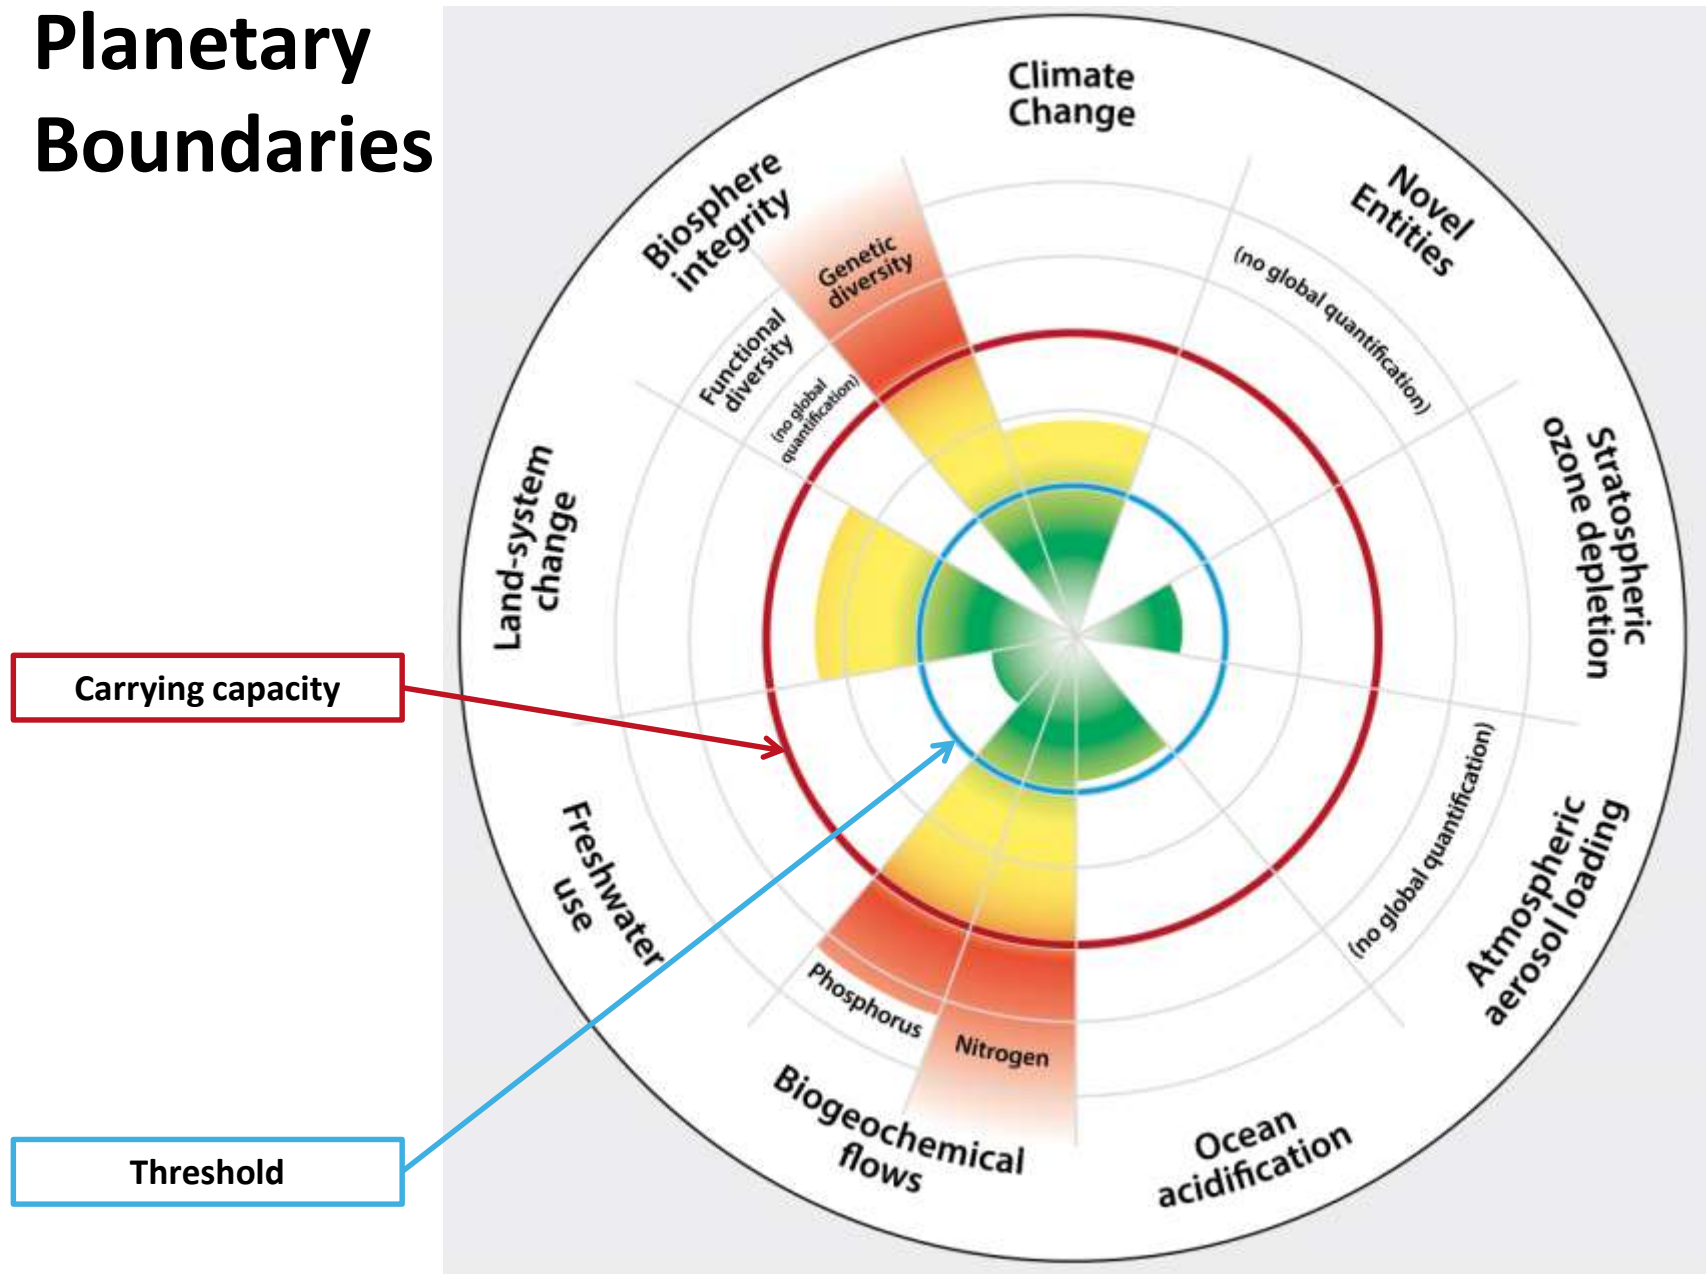 Planetary
Boundaries
Climate
Change
Novel
Entities
(no global quantification)
Stratospheric
ozone depletion
Atmospheric
aerosol loading
(no global quantification)
Ocean
acidification
Biogeochemical
flows
Phosphorus
Nitrogen
Freshwater
use
Land-system
change
Biosphere
integrity
Functional
diversity
(no global
quantification)
Genetic
diversity
Carrying capacity
Threshold